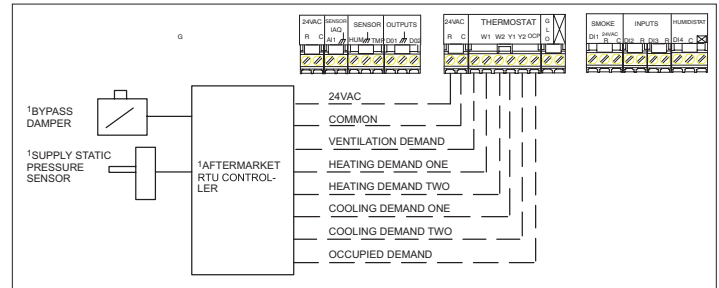 24VAC SENSOR IAQ SENSOR OUTPUTS
R C AI1 HUM TMP DO1 DO2
24VAC THERMOSTAT G L O
R C W1 W2 Y1 Y2 OCP
SMOKE INPUTS HUMIDISTAT
DI1 24VAC R C DI2 R DI3 R DI4 C
G
24VAC
COMMON
VENTILATION DEMAND
HEATING DEMAND ONE
HEATING DEMAND TWO
COOLING DEMAND ONE
COOLING DEMAND TWO
OCCUPIED DEMAND
1BYPASS
DAMPER
1SUPPLY STATIC
PRESSURE
SENSOR
1AFTERMARKET
RTU CONTROL-
LER